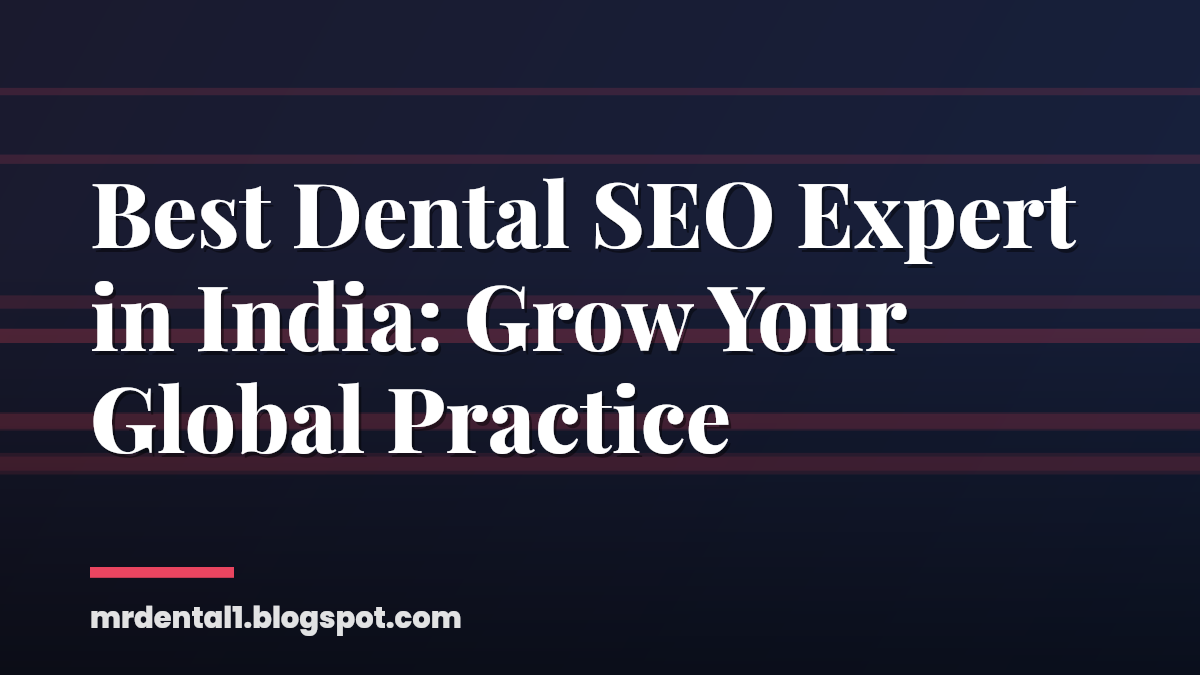 Best Dental SEO Expert
in India: Grow Your
Global Practice
mrdental1.blogspot.com